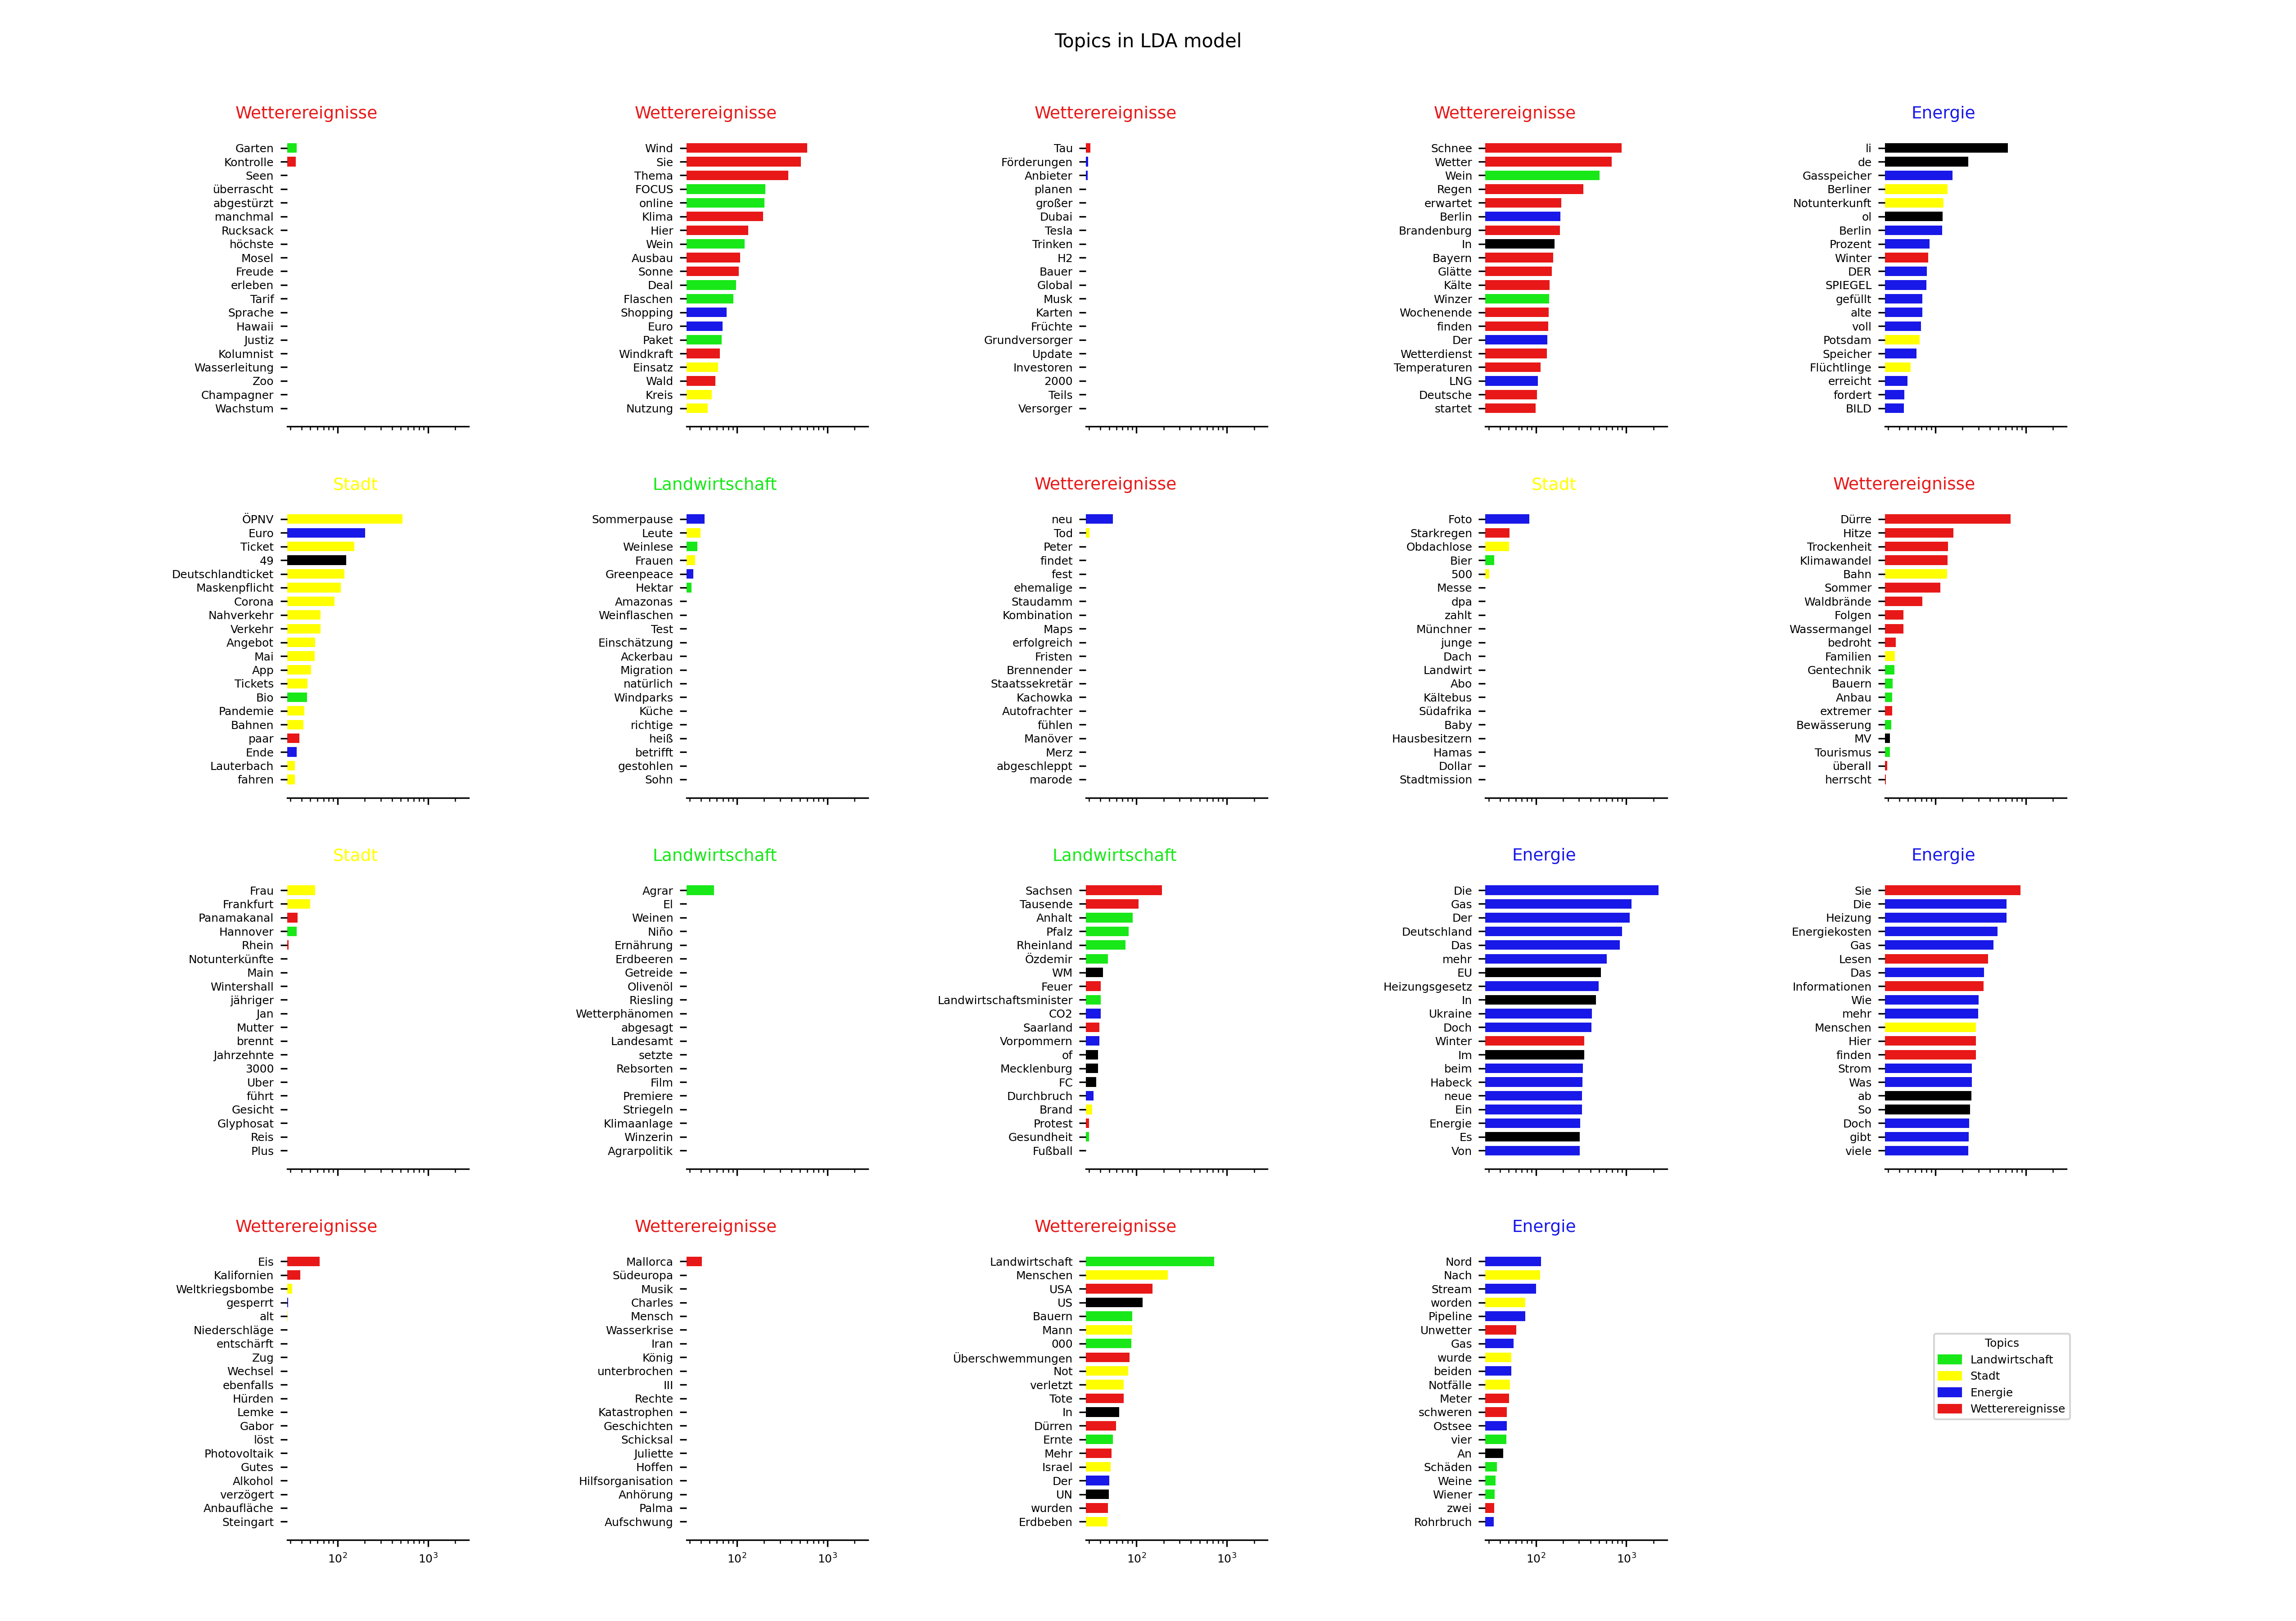 Topics in LDA model
Wetterereignisse
Garten
Kontrolle
Seen
überrascht
abgestürzt
manchmal
Rucksack
höchste
Mosel
Freude
erleben
Tarif
Sprache
Hawaii
Justiz
Kolumnist
Wasserleitung
Zoo
Champagner
Wachstum
Wetterereignisse
Wind
Sie
Thema
FOCUS
online
Klima
Hier
Wein
Ausbau
Sonne
Deal
Flaschen
Shopping
Euro
Paket
Windkraft
Einsatz
Wald
Kreis
Nutzung
Wetterereignisse
Tau
Förderungen
Anbieter
planen
großer
Dubai
Tesla
Trinken
H2
Bauer
Global
Musk
Karten
Früchte
Grundversorger
Update
Investoren
2000
Teils
Versorger
Wetterereignisse
Schnee
Wetter
Wein
Regen
erwartet
Berlin
Brandenburg
In
Bayern
Glätte
Kälte
Winzer
Wochenende
finden
Der
Wetterdienst
Temperaturen
LNG
Deutsche
startet
Energie
li
de
Gasspeicher
Berliner
Notunterkunft
ol
Berlin
Prozent
Winter
DER
SPIEGEL
gefüllt
alte
voll
Potsdam
Speicher
Flüchtlinge
erreicht
fordert
BILD
Stadt
ÖPNV
Euro
Ticket
49
Deutschlandticket
Maskenpflicht
Corona
Nahverkehr
Verkehr
Angebot
Mai
App
Tickets
Bio
Pandemie
Bahnen
paar
Ende
Lauterbach
fahren
Landwirtschaft
Sommerpause
Leute
Weinlese
Frauen
Greenpeace
Hektar
Amazonas
Weinflaschen
Test
Einschätzung
Ackerbau
Migration
natürlich
Windparks
Küche
richtige
heiß
betrifft
gestohlen
Sohn
Wetterereignisse
neu
Tod
Peter
findet
fest
ehemalige
Staudamm
Kombination
Maps
erfolgreich
Fristen
Brennender
Staatssekretär
Kachowka
Autofrachter
fühlen
Manöver
Merz
abgeschleppt
marode
Stadt
Foto
Starkregen
Obdachlose
Bier
500
Messe
dpa
zahlt
Münchner
junge
Dach
Landwirt
Abo
Kältebus
Südafrika
Baby
Hausbesitzern
Hamas
Dollar
Stadtmission
Wetterereignisse
Dürre
Hitze
Trockenheit
Klimawandel
Bahn
Sommer
Waldbrände
Folgen
Wassermangel
bedroht
Familien
Gentechnik
Bauern
Anbau
extremer
Bewässerung
MV
Tourismus
überall
herrscht
Stadt
Frau
Frankfurt
Panamakanal
Hannover
Rhein
Notunterkünfte
Main
Wintershall
jähriger
Jan
Mutter
brennt
Jahrzehnte
3000
Uber
führt
Gesicht
Glyphosat
Reis
Plus
Landwirtschaft
Agrar
El
Weinen
Niño
Ernährung
Erdbeeren
Getreide
Olivenöl
Riesling
Wetterphänomen
abgesagt
Landesamt
setzte
Rebsorten
Film
Premiere
Striegeln
Klimaanlage
Winzerin
Agrarpolitik
Landwirtschaft
Sachsen
Tausende
Anhalt
Pfalz
Rheinland
Özdemir
WM
Feuer
Landwirtschaftsminister
CO2
Saarland
Vorpommern
of
Mecklenburg
FC
Durchbruch
Brand
Protest
Gesundheit
Fußball
Energie
Die
Gas
Der
Deutschland
Das
mehr
EU
Heizungsgesetz
In
Ukraine
Doch
Winter
Im
beim
Habeck
neue
Ein
Energie
Es
Von
Energie
Sie
Die
Heizung
Energiekosten
Gas
Lesen
Das
Informationen
Wie
mehr
Menschen
Hier
finden
Strom
Was
ab
So
Doch
gibt
viele
Wetterereignisse
Eis
Kalifornien
Weltkriegsbombe
gesperrt
alt
Niederschläge
entschärft
Zug
Wechsel
ebenfalls
Hürden
Lemke
Gabor
löst
Photovoltaik
Gutes
Alkohol
verzögert
Anbaufläche
Steingart
10²
10³
Wetterereignisse
Mallorca
Südeuropa
Musik
Charles
Mensch
Wasserkrise
Iran
König
unterbrochen
III
Rechte
Katastrophen
Geschichten
Schicksal
Juliette
Hoffen
Hilfsorganisation
Anhörung
Palma
Aufschwung
10²
10³
Wetterereignisse
Landwirtschaft
Menschen
USA
US
Bauern
Mann
000
Überschwemmungen
Not
verletzt
Tote
In
Dürren
Ernte
Mehr
Israel
Der
UN
wurden
Erdbeben
10²
10³
Energie
Nord
Nach
Stream
worden
Pipeline
Unwetter
Gas
wurde
beiden
Notfälle
Meter
schweren
Ostsee
vier
An
Schäden
Weine
Wiener
zwei
Rohrbruch
10²
10³
Topics
Landwirtschaft
Stadt
Energie
Wetterereignisse